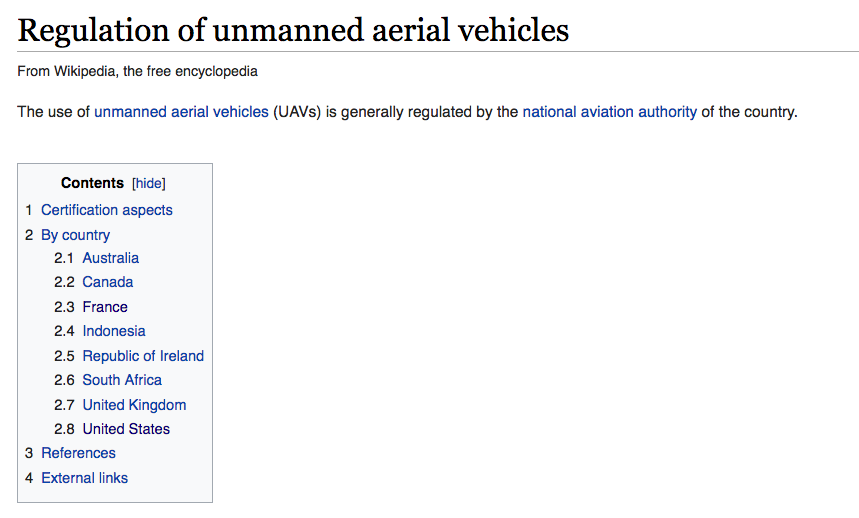 Regulation of unmanned aerial vehicles
From Wikipedia, the free encyclopedia
The use of unmanned aerial vehicles (UAVs) is generally regulated by the national aviation authority of the country.
Contents [hide]
1 Certification aspects
2 By country
2.1 Australia
2.2 Canada
2.3 France
2.4 Indonesia
2.5 Republic of Ireland
2.6 South Africa
2.7 United Kingdom
2.8 United States
3 References
4 External links